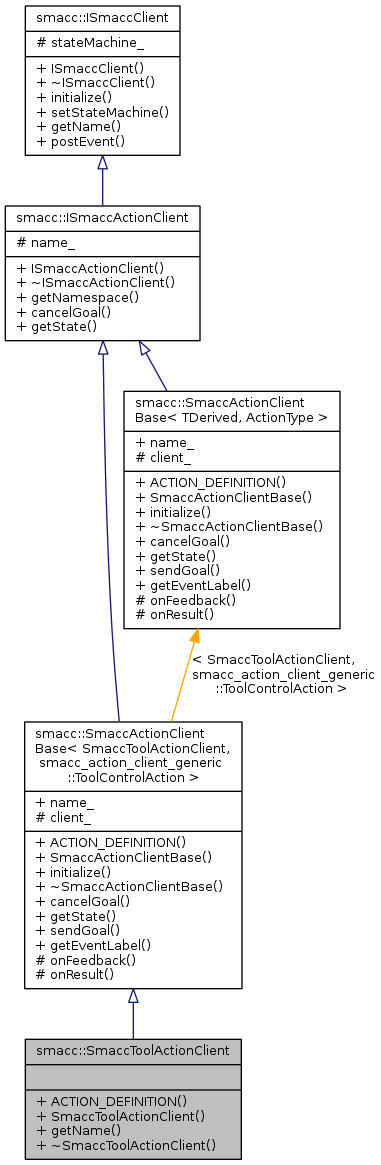 smacc::ISmaccClient
# stateMachine_
+ ISmaccClient()
+ ~ISmaccClient()
+ initialize()
+ setStateMachine()
+ getName()
+ postEvent()
smacc::ISmaccActionClient
# name_
+ ISmaccActionClient()
+ ~ISmaccActionClient()
+ getNamespace()
+ cancelGoal()
+ getState()
smacc::SmaccActionClient
Base< TDerived, ActionType >
+ name_
# client_
+ ACTION_DEFINITION()
+ SmaccActionClientBase()
+ initialize()
+ ~SmaccActionClientBase()
+ cancelGoal()
+ getState()
+ sendGoal()
+ getEventLabel()
# onFeedback()
# onResult()
< SmaccToolActionClient,
smacc_action_client_generic
::ToolControlAction >
smacc::SmaccActionClient
Base< SmaccToolActionClient,
smacc_action_client_generic
::ToolControlAction >
+ name_
# client_
+ ACTION_DEFINITION()
+ SmaccActionClientBase()
+ initialize()
+ ~SmaccActionClientBase()
+ cancelGoal()
+ getState()
+ sendGoal()
+ getEventLabel()
# onFeedback()
# onResult()
smacc::SmaccToolActionClient
+ ACTION_DEFINITION()
+ SmaccToolActionClient()
+ getName()
+ ~SmaccToolActionClient()